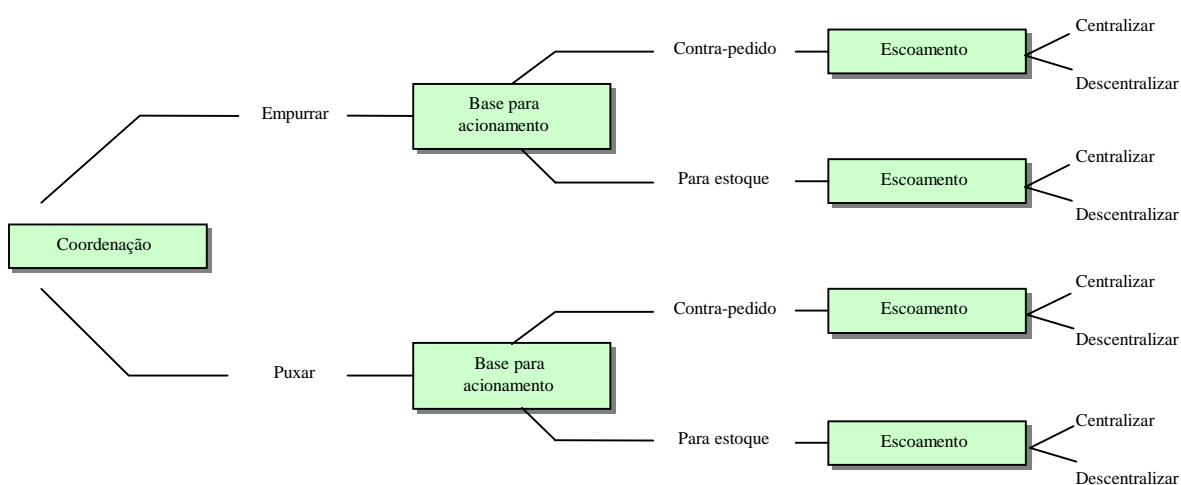 Centralizar
Contra-pedido
Escoamento
Descentralizar
Base para
acionamento
Empurrar
Centralizar
Para estoque
Escoamento
Descentralizar
Coordenação
Centralizar
Contra-pedido
Escoamento
Descentralizar
Base para
acionamento
Puxar
Centralizar
Para estoque
Escoamento
Descentralizar